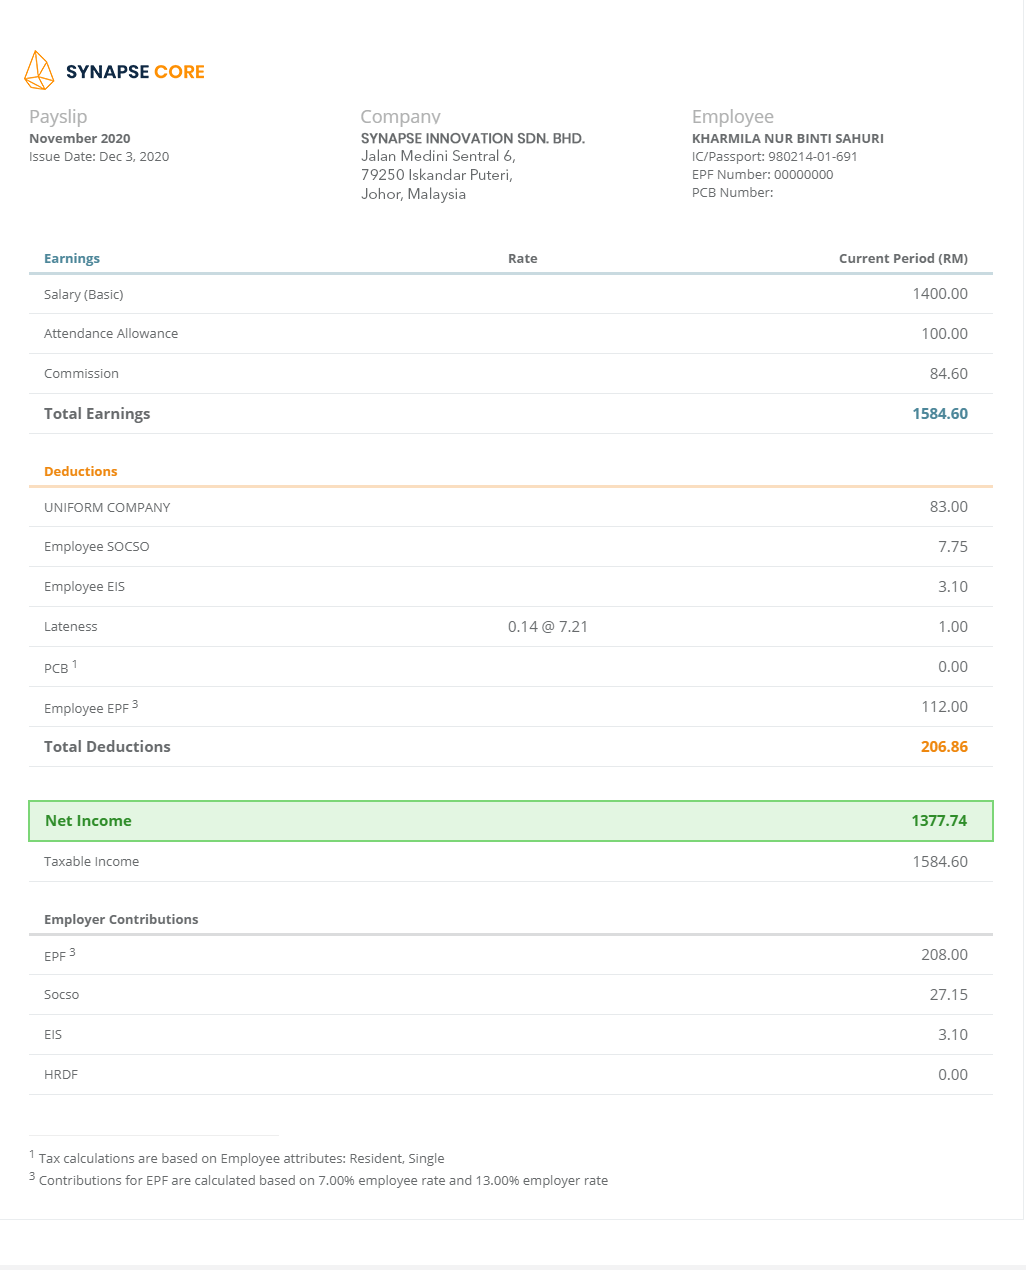 SYNAPSE CORE
Payslip
November 2020
Issue Date: Dec 3, 2020
Company
SYNAPSE INNOVATION SDN. BHD.
Jalan Medini Sentral 6,
79250 Iskandar Puteri,
Johor, Malaysia
Employee
KHARMILA NUR BINTI SAHURI
IC/Passport: 980214-01-691
EPF Number: 00000000
PCB Number:
Earnings Rate Current Period (RM)
Salary (Basic) 1400.00
Attendance Allowance 100.00
Commission 84.60
Total Earnings 1584.60
Deductions
UNIFORM COMPANY 83.00
Employee SOCSO 7.75
Employee EIS 3.10
Lateness 0.14 @ 7.21 1.00
PCB 1 0.00
Employee EPF 3 112.00
Total Deductions 206.86
Net Income 1377.74
Taxable Income 1584.60
Employer Contributions
EPF 3 208.00
Socso 27.15
EIS 3.10
HRDF 0.00
1 Tax calculations are based on Employee attributes: Resident, Single
3 Contributions for EPF are calculated based on 7.00% employee rate and 13.00% employer rate